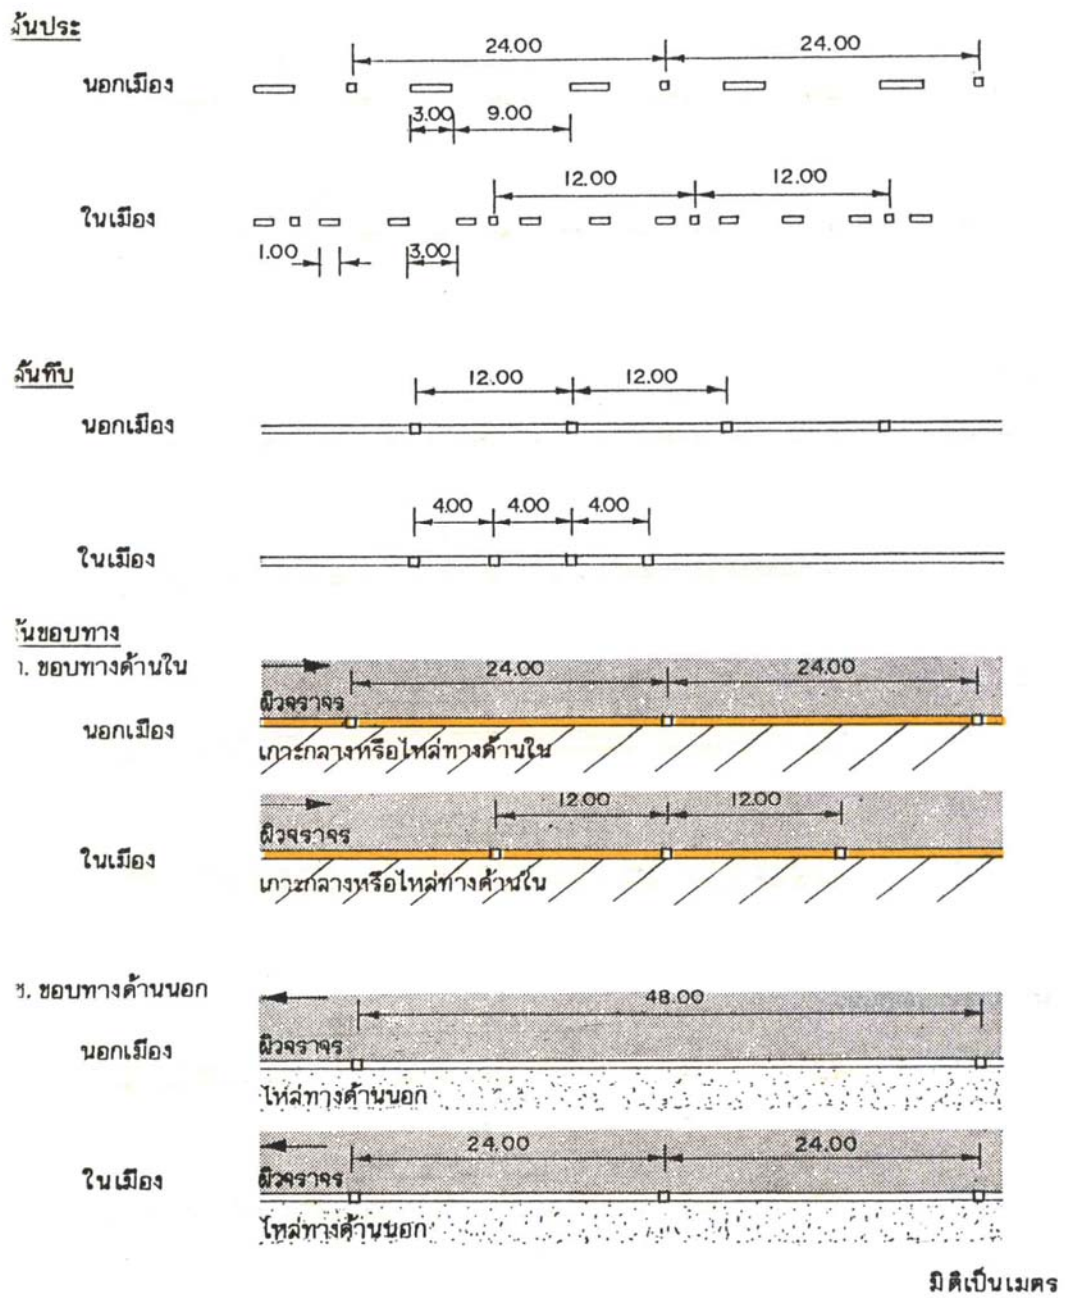 เส้นประ
24.00 24.00
นอกเมือง
3.00 9.00
12.00 12.00
ในเมือง
1.00 3.00
เส้นทึบ
12.00 12.00
นอกเมือง
4.00 4.00 4.00
ในเมือง
เส้นขอบทาง
ก. ขอบทางด้านใน
24.00 24.00
ผิวจราจร
นอกเมือง
เกาะกลางหรือไหล่ทางด้านใน
12.00 12.00
ผิวจราจร
ในเมือง
เกาะกลางหรือไหล่ทางด้านใน
ข. ขอบทางด้านนอก
48.00
ผิวจราจร
นอกเมือง
ไหล่ทางด้านนอก
24.00 24.00
ผิวจราจร
ในเมือง
ไหล่ทางด้านนอก
มิติเป็นเมตร